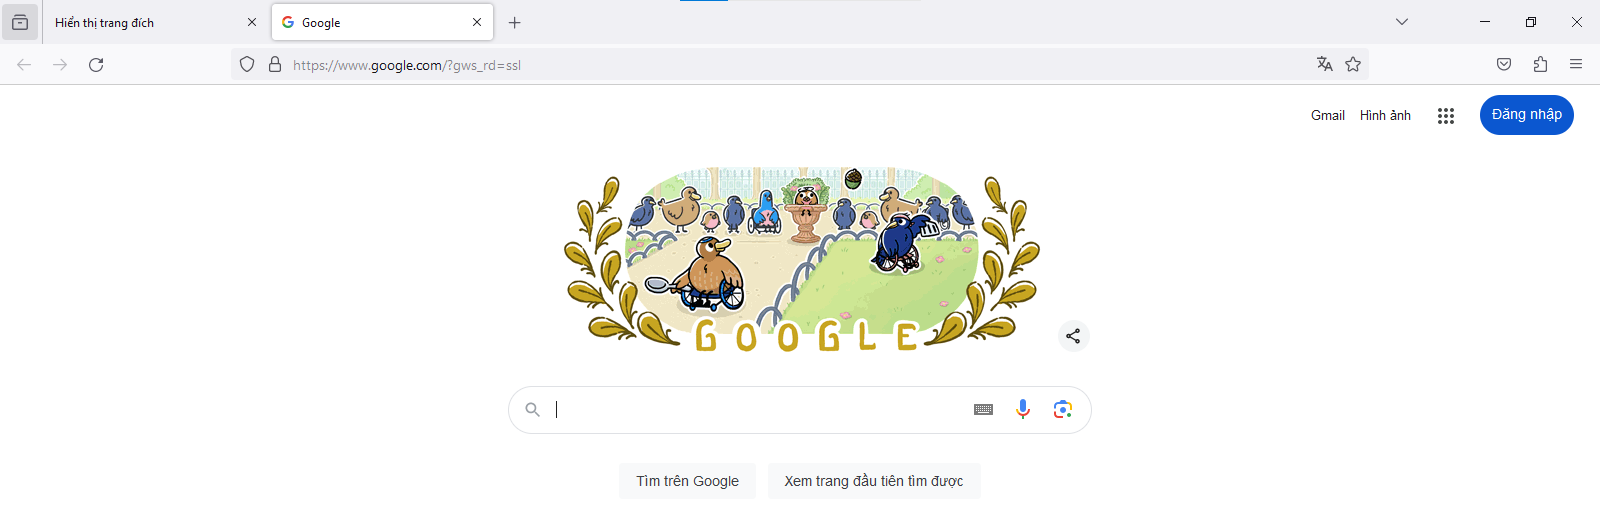 Hiển thị trang đích
Google
https://www.google.com/?gws_rd=ssl
Gmail Hình ảnh Đăng nhập
GOOGLE
Tìm trên Google Xem trang đầu tiên tìm được